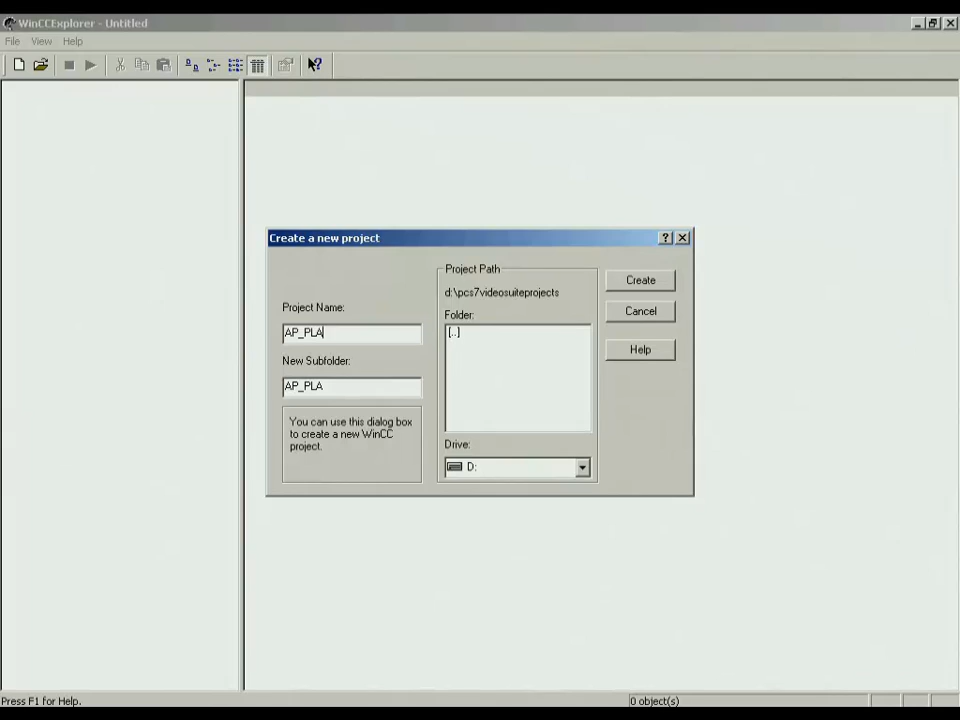 WinCCExplorer - Untitled
File View Help
Create a new project
Project Name:
AP_PLA
New Subfolder:
AP_PLA
You can use this dialog box
to create a new WinCC
project.
Project Path
d:\pcs7videosuiteprojects
Folder:
[..]
Drive:
D:
Create
Cancel
Help
Press F1 for Help.
0 object(s)